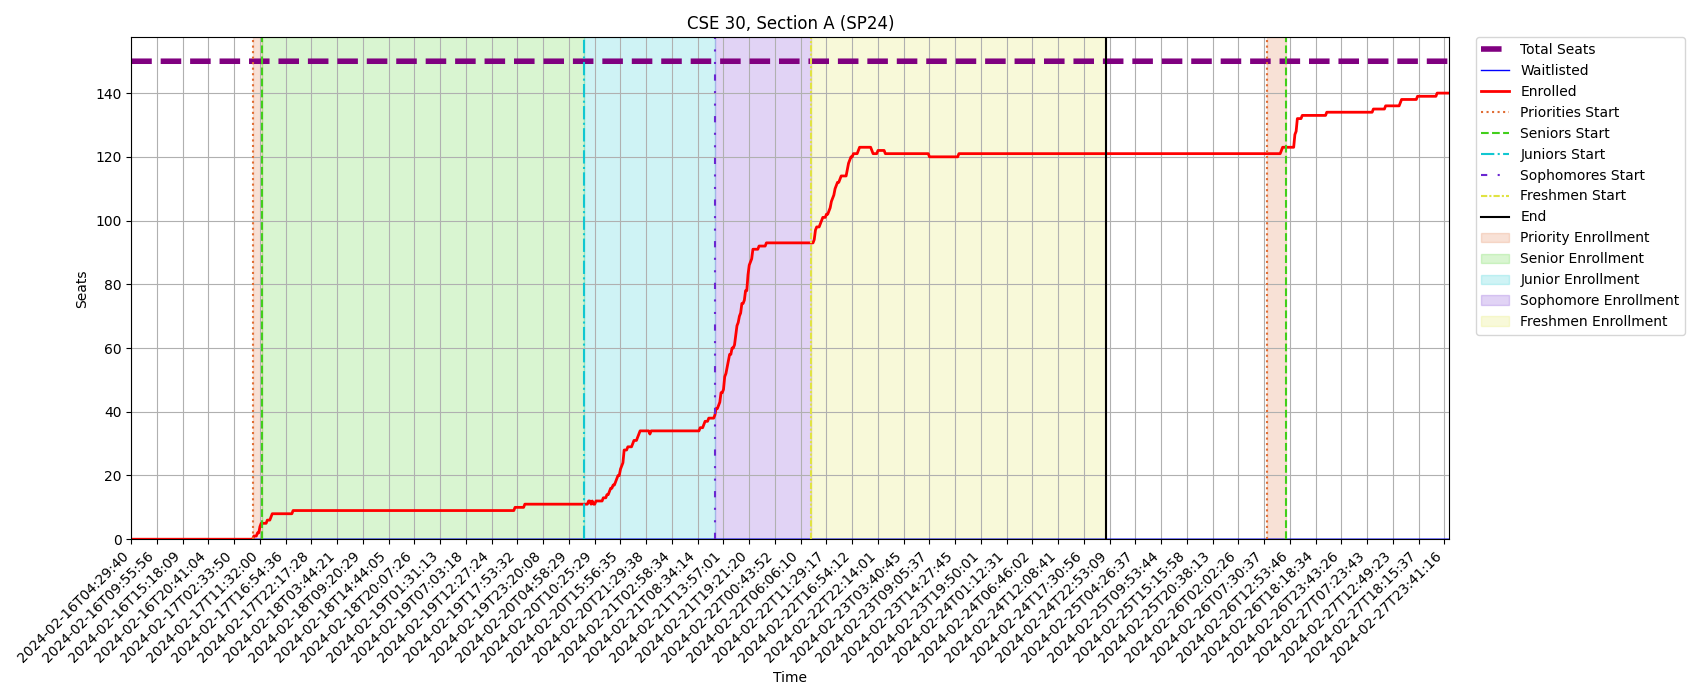 CSE 30, Section A (SP24)
Seats
140
120
100
80
60
40
20
0
2024-02-16T04:29:40
2024-02-16T09:55:56
2024-02-16T15:18:09
2024-02-16T20:41:04
2024-02-17T02:33:50
2024-02-17T11:32:00
2024-02-17T16:54:36
2024-02-17T22:17:28
2024-02-18T03:44:21
2024-02-18T09:20:29
2024-02-18T14:44:05
2024-02-18T20:07:26
2024-02-19T01:31:13
2024-02-19T07:03:18
2024-02-19T12:27:24
2024-02-19T17:53:32
2024-02-19T23:20:08
2024-02-20T04:58:29
2024-02-20T10:25:29
2024-02-20T15:56:35
2024-02-20T21:29:38
2024-02-21T02:58:34
2024-02-21T08:34:14
2024-02-21T13:57:01
2024-02-21T19:21:20
2024-02-22T00:43:52
2024-02-22T06:06:10
2024-02-22T11:29:17
2024-02-22T16:54:12
2024-02-22T22:14:01
2024-02-23T03:40:45
2024-02-23T09:05:37
2024-02-23T14:27:45
2024-02-23T19:50:01
2024-02-24T01:12:31
2024-02-24T06:46:02
2024-02-24T12:08:41
2024-02-24T17:30:56
2024-02-24T22:53:09
2024-02-25T04:26:37
2024-02-25T09:53:44
2024-02-25T15:15:58
2024-02-25T20:38:13
2024-02-26T02:02:26
2024-02-26T07:30:37
2024-02-26T12:53:46
2024-02-26T18:18:34
2024-02-26T23:43:26
2024-02-27T07:23:43
2024-02-27T12:49:23
2024-02-27T18:15:37
2024-02-27T23:41:16
Time
Total Seats
Waitlisted
Enrolled
Priorities Start
Seniors Start
Juniors Start
Sophomores Start
Freshmen Start
End
Priority Enrollment
Senior Enrollment
Junior Enrollment
Sophomore Enrollment
Freshmen Enrollment